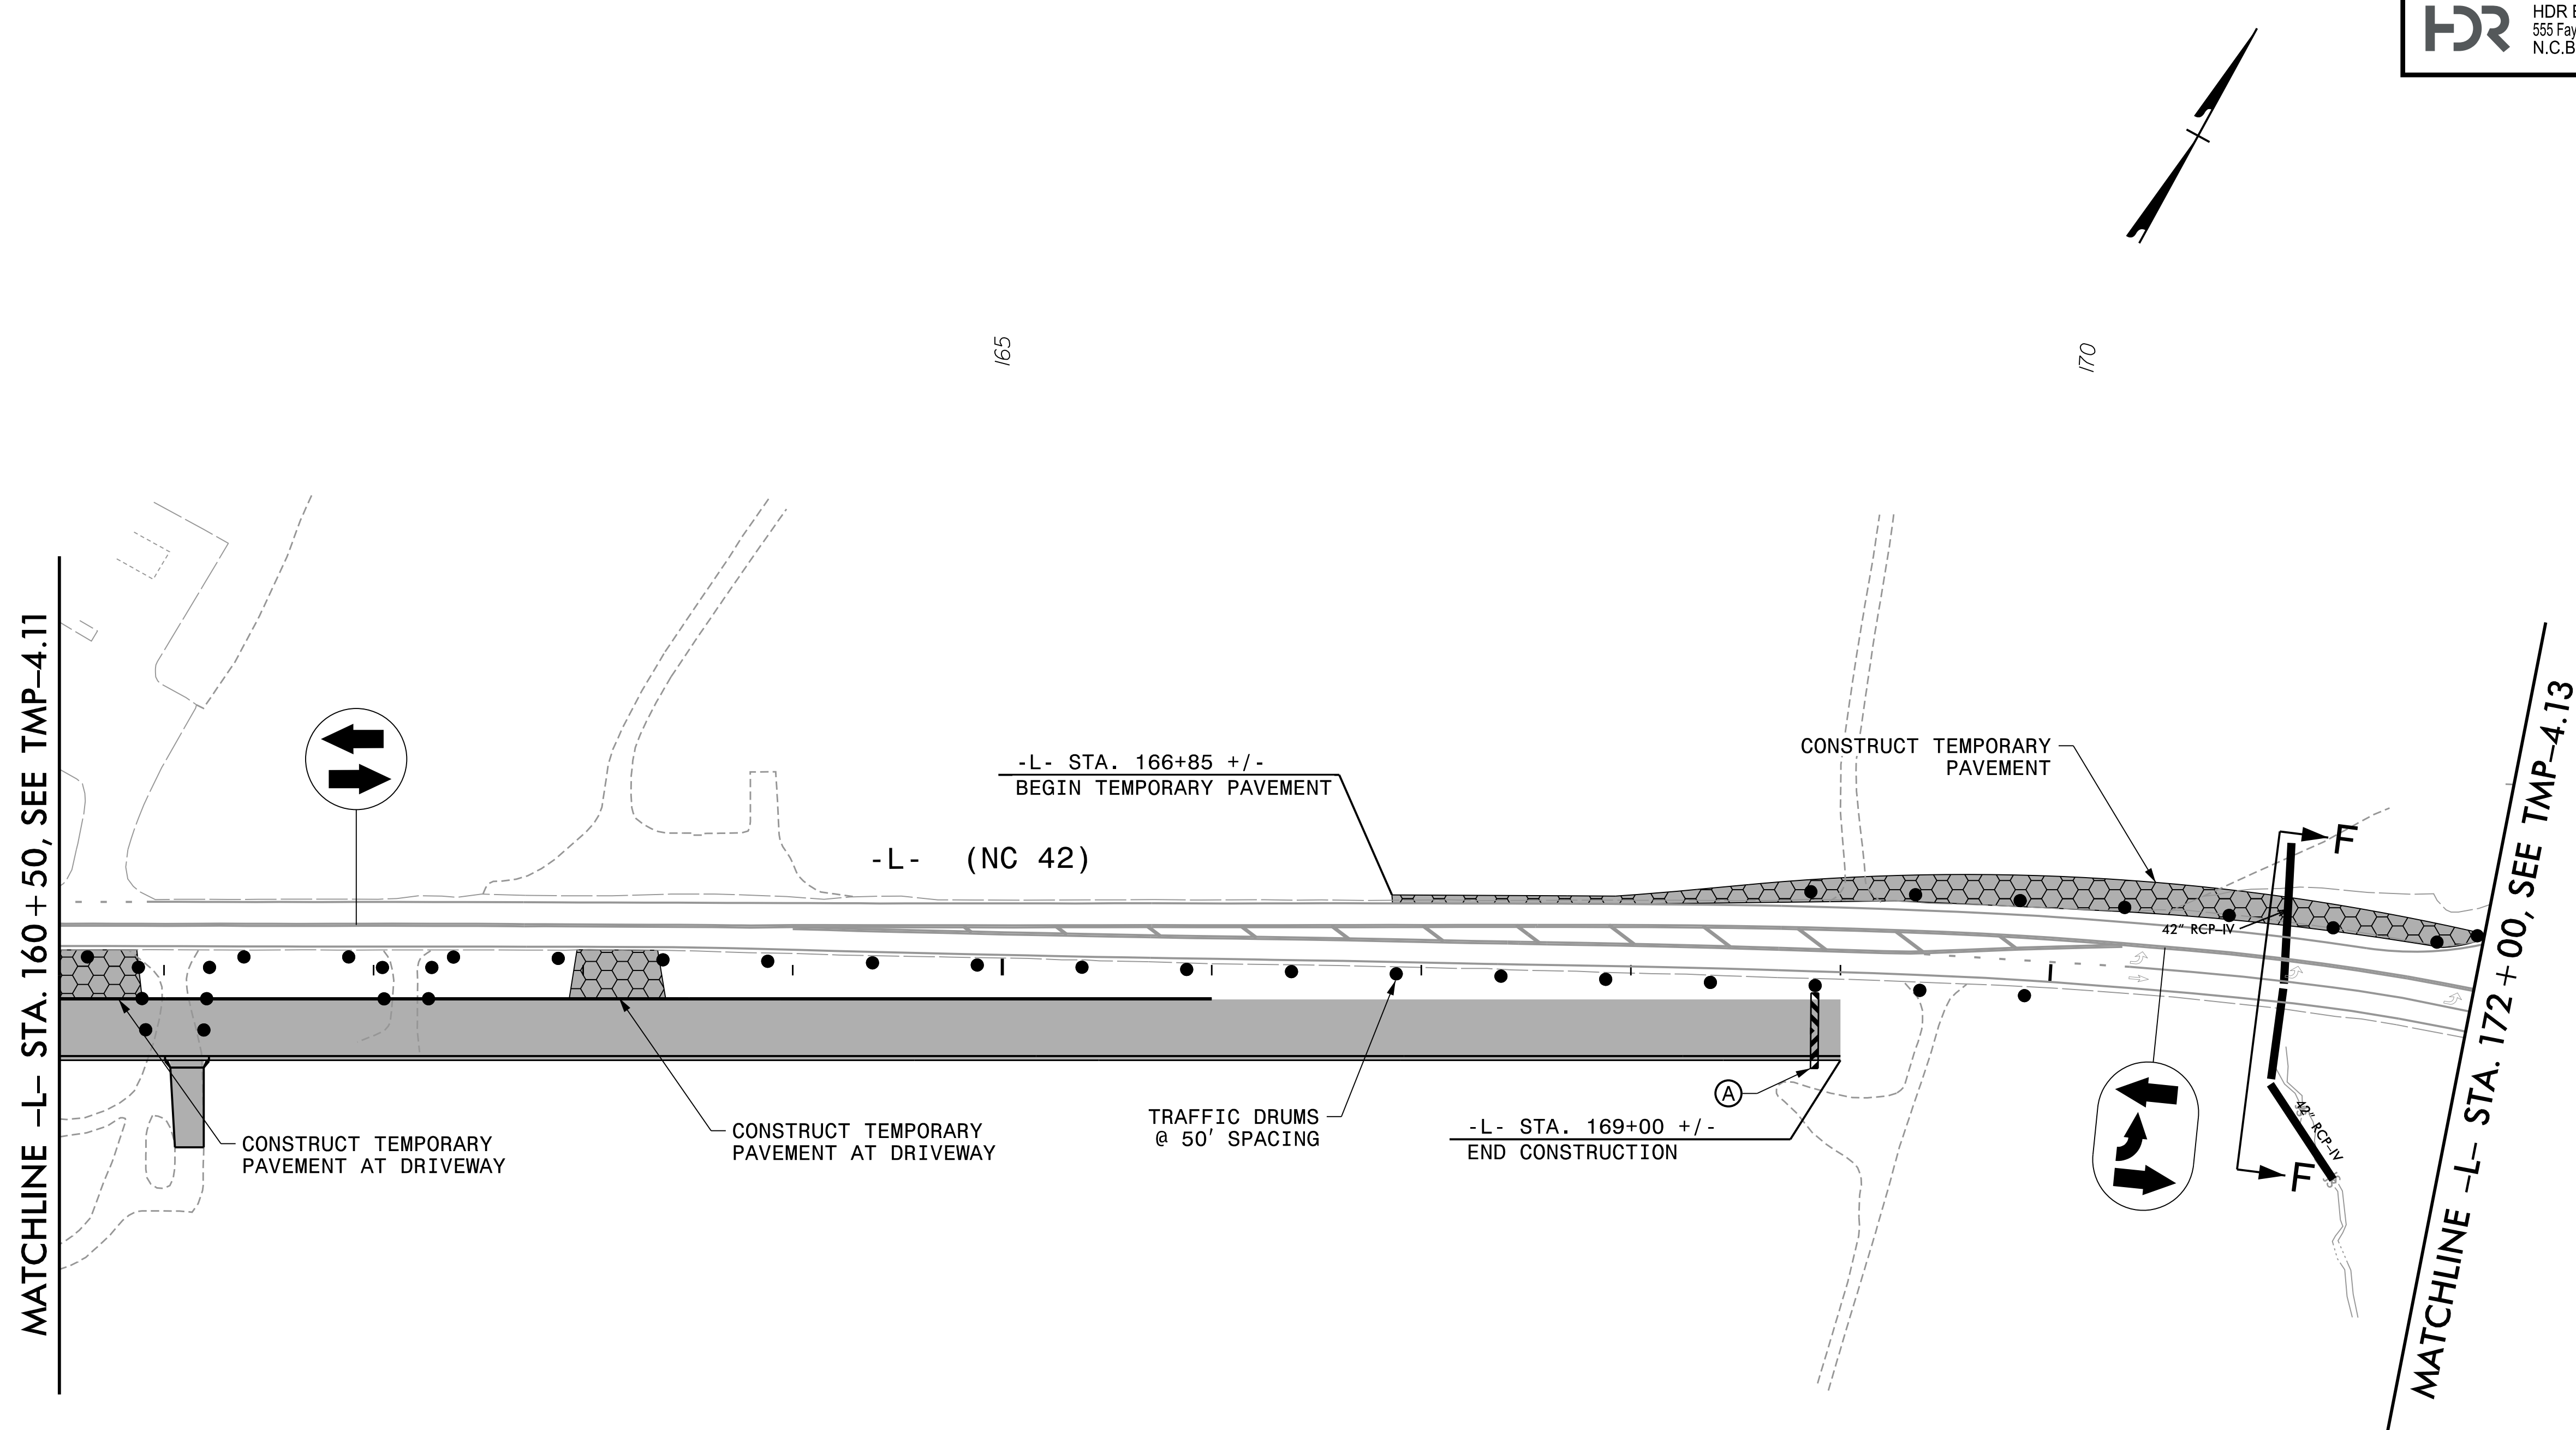 HDR
HDR E
555 Fay
N.C.B
165
170
MATCHLINE -L- STA. 160+50, SEE TMP-4.11
-L- STA. 166+85 +/-
BEGIN TEMPORARY PAVEMENT
CONSTRUCT TEMPORARY
PAVEMENT
-L- (NC 42)
F
42" RCP-IV
MATCHLINE -L- STA. 172+00, SEE TMP-4.13
A
CONSTRUCT TEMPORARY
PAVEMENT AT DRIVEWAY
CONSTRUCT TEMPORARY
PAVEMENT AT DRIVEWAY
TRAFFIC DRUMS
@ 50' SPACING
-L- STA. 169+00 +/-
END CONSTRUCTION
42" RCP-IV
F